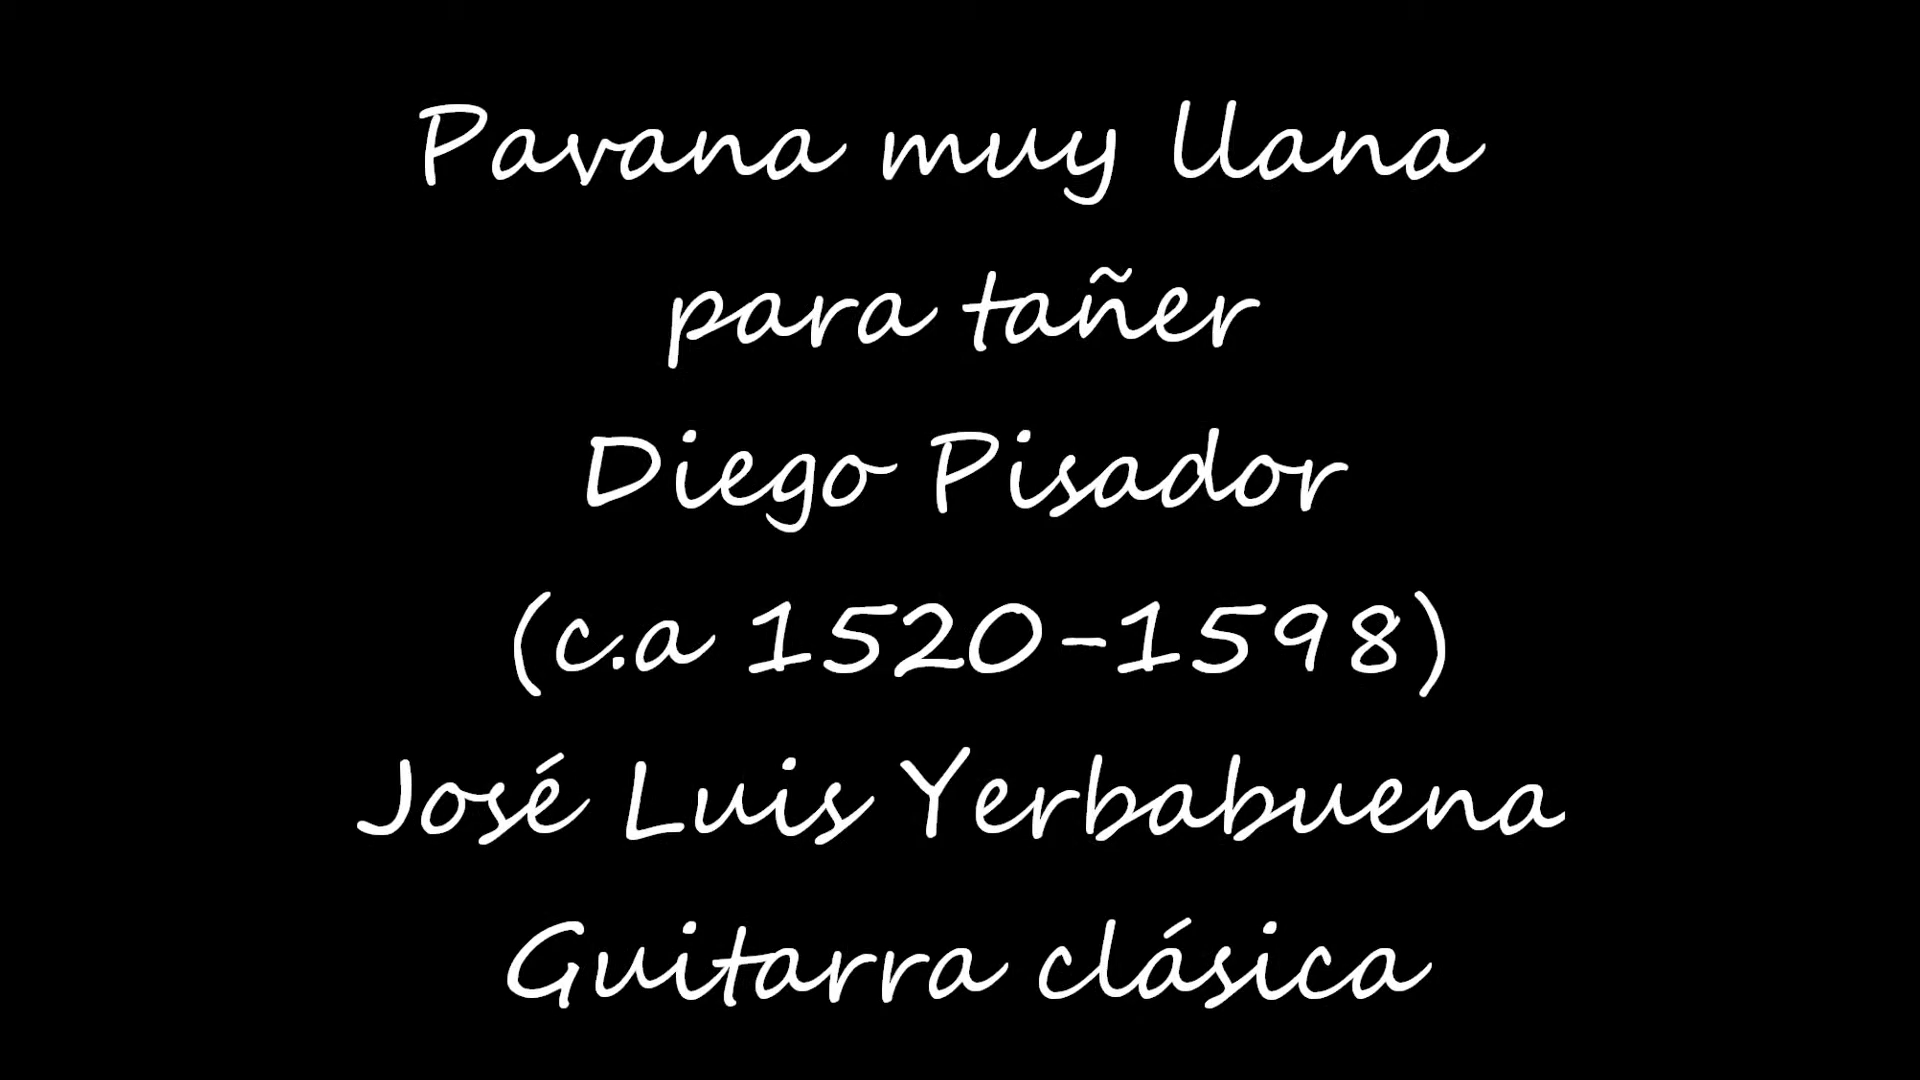 Pavana muy llana
para tañer
Diego Pisador
(c.a 1520-1598)
José Luis Yerbabuena
Guitarra clásica